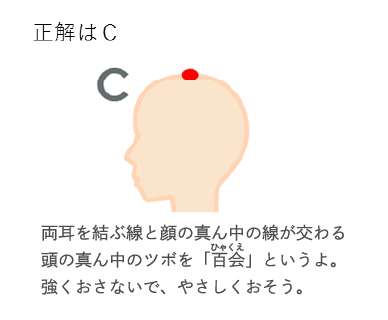 正解はC
C
両耳を結ぶ線と顔の真ん中の線が交わる
ひゃくえ
頭の真ん中のツボを「百会」というよ。
強くおさないで、やさしくおそう。